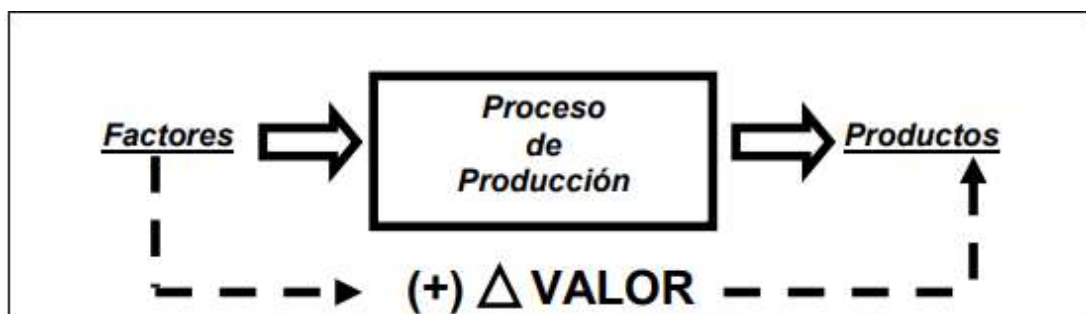 Factores
Proceso
de
Producción
Productos
(+) △ VALOR